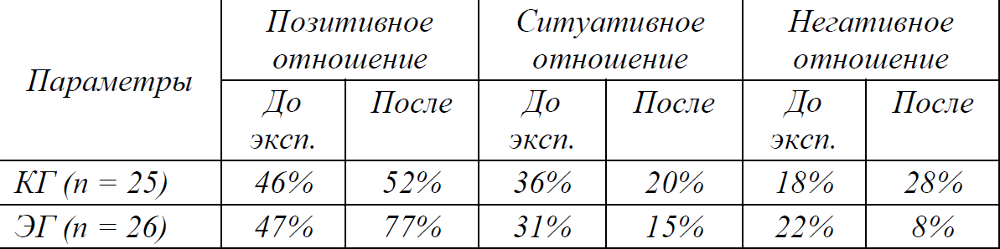 Параметры
Позитивное
отношение
Ситуативное
отношение
Негативное
отношение
До
эксп.
После
До
эксп.
После
До
эксп.
После
КГ (n = 25) 46% 52% 36% 20% 18% 28%
ЭГ (n = 26) 47% 77% 31% 15% 22% 8%